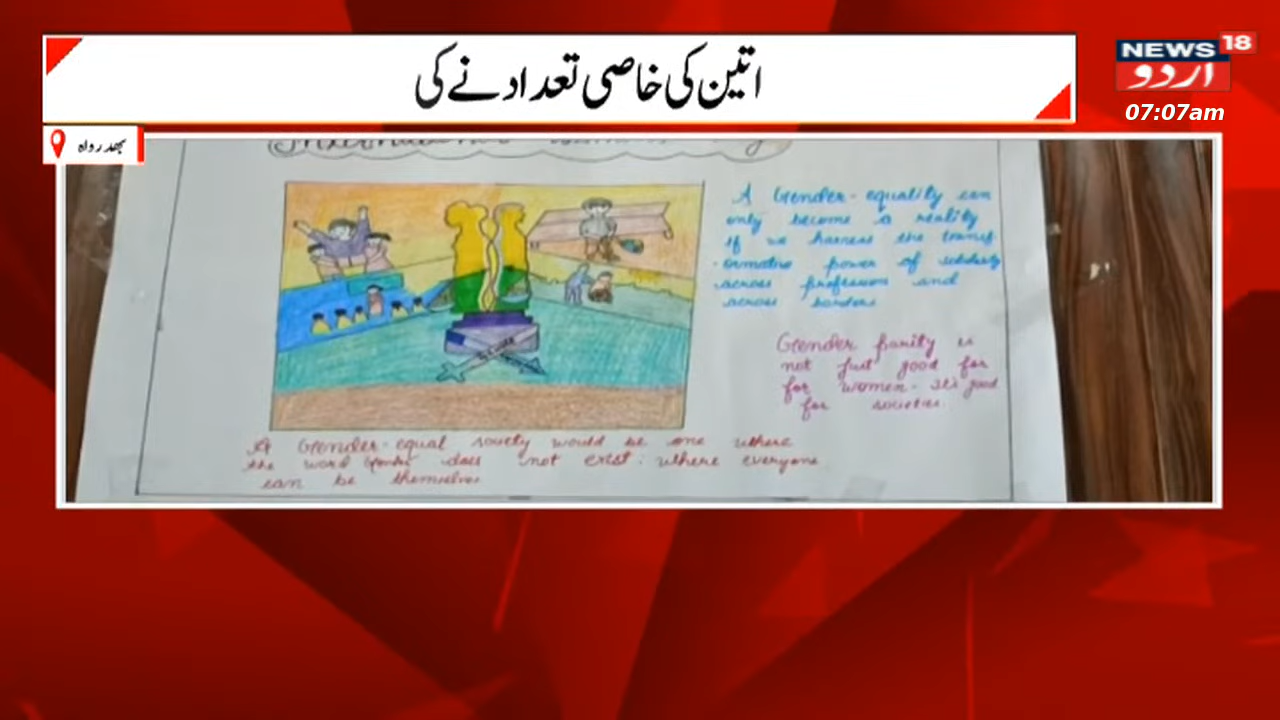 اتین کی خاصی تعداد نے کی
NEWS 18
اردو
07:07am
بھدرواہ
A Gender-equality can
only become a reality
if we harness the transf
-ormative power of
across profession and
across borders
Gender parity is
not just good for
for women- It's good
for societies.
A Gender-equal society would be one where
the word Gender does not exist: where everyone
can be themselves